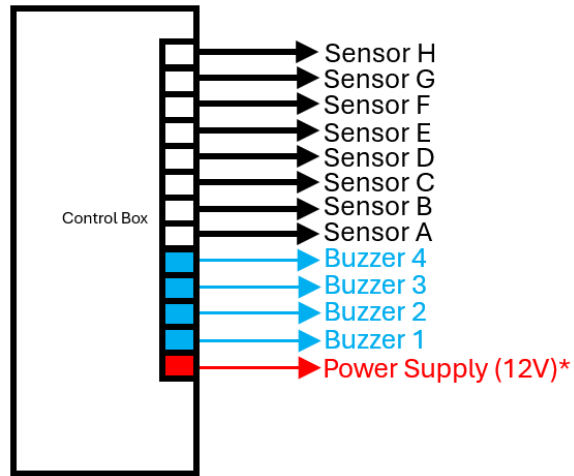 Sensor H
Sensor G
Sensor F
Sensor E
Sensor D
Sensor C
Sensor B
Control Box
Sensor A
Buzzer 4
Buzzer 3
Buzzer 2
Buzzer 1
Power Supply (12V)*